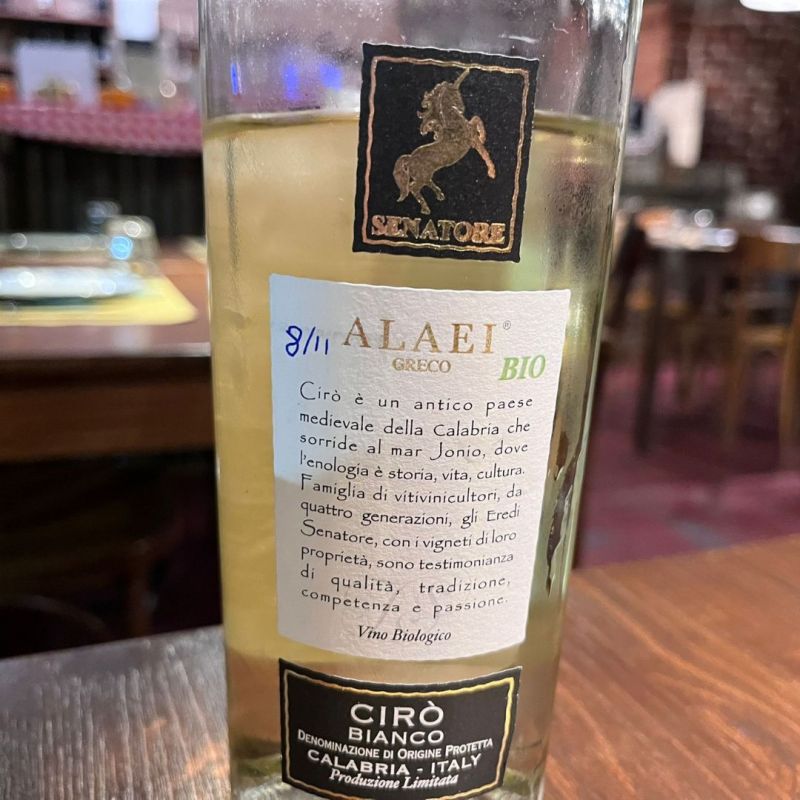 SENATORE
8/11 ALAEI®
GRECO BIO
Cirò è un antico paese
medievale della Calabria che
sorride al mar Jonio, dove
l'enologia è storia, vita, cultura.
Famiglia di vitivinicultori, da
quattro generazioni, gli Eredi
Senatore, con i vigneti di loro
proprietà, sono testimonianza
di qualità, tradizione,
competenza e passione.
Vino Biologico
CIRÒ
BIANCO
DENOMINAZIONE DI ORIGINE PROTETTA
CALABRIA - ITALY
Produzione Limitata